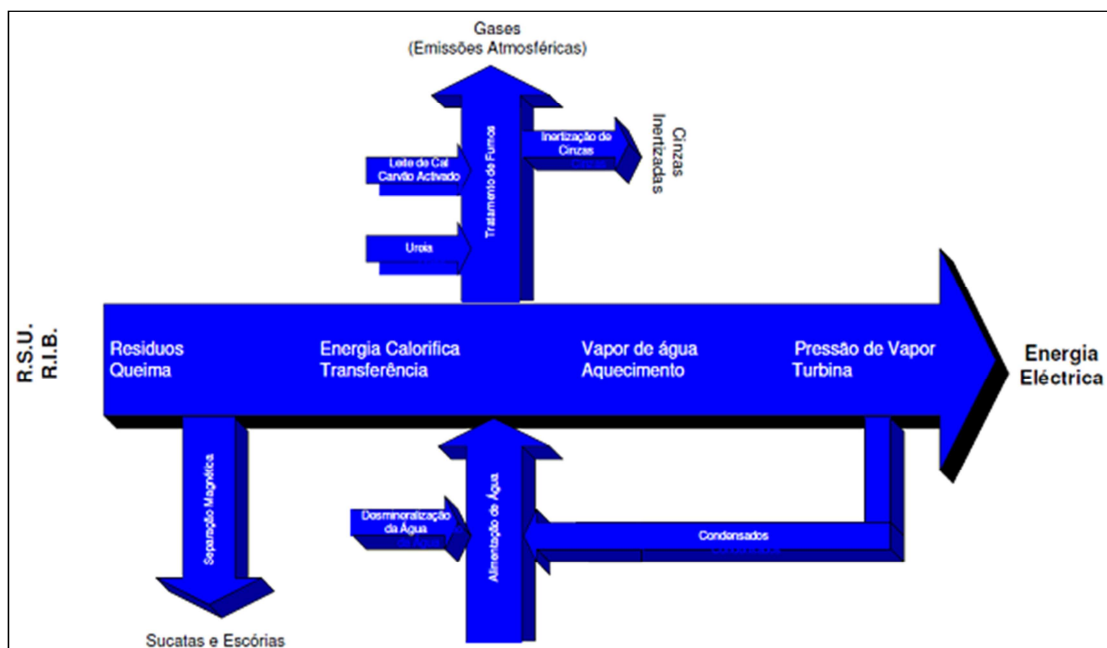 Gases
(Emissões Atmosféricas)
Tratamento de Fumos
Inertização de
Cinzas
Cinzas
Inertizadas
Leite de Cal
Carvão Activado
Ureia
R.S.U.
R.I.B.
Residuos
Queima
Energia Calorifica
Transferência
Vapor de água
Aquecimento
Pressão de Vapor
Turbina
Energia
Eléctrica
Separação Magnética
Desmineralização
da Água
Alimentação de Água
Condensados
Sucatas e Escórias